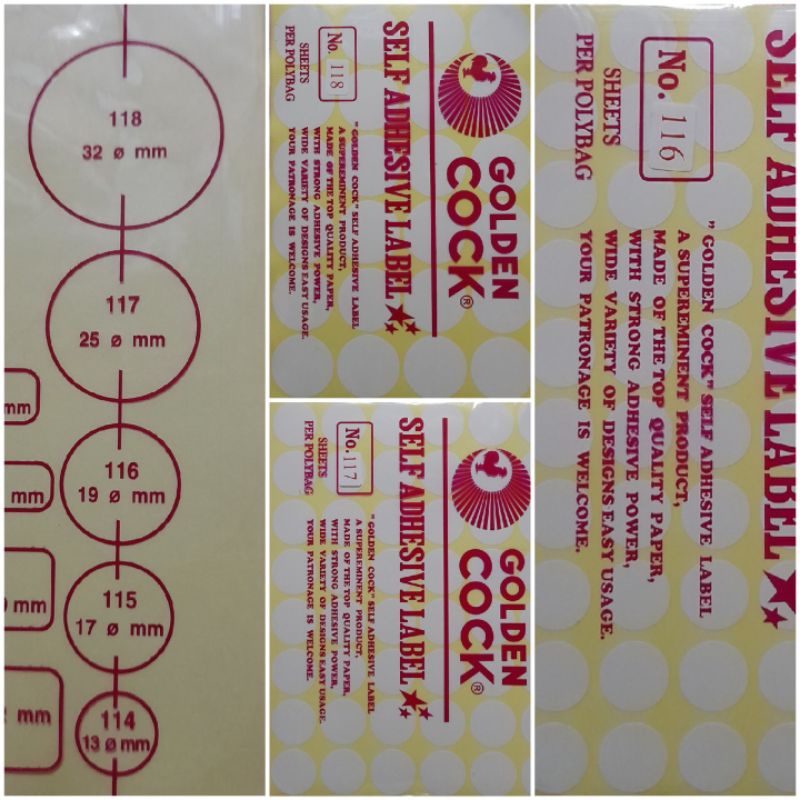 118
32 ø mm
117
25 ø mm
116
19 ø mm
115
17 ø mm
114
13 ø mm
mm
mm
mm
mm
GOLDEN
COCK®
SELF ADHESIVE LABEL
No. 118
SHEETS
PER POLYBAG
"GOLDEN COCK" SELF ADHESIVE LABEL
A SUPEREMINENT PRODUCT,
MADE OF THE TOP QUALITY PAPER,
WITH STRONG ADHESIVE POWER,
WIDE VARIETY OF DESIGNS EASY USAGE.
YOUR PATRONAGE IS WELCOME.
GOLDEN
COCK®
SELF ADHESIVE LABEL
No. 117
SHEETS
PER POLYBAG
"GOLDEN COCK" SELF ADHESIVE LABEL
A SUPEREMINENT PRODUCT,
MADE OF THE TOP QUALITY PAPER,
WITH STRONG ADHESIVE POWER,
WIDE VARIETY OF DESIGNS EASY USAGE.
YOUR PATRONAGE IS WELCOME.
SELF ADHESIVE LABEL
No. 116
SHEETS
PER POLYBAG
"GOLDEN COCK" SELF ADHESIVE LABEL
A SUPEREMINENT PRODUCT,
MADE OF THE TOP QUALITY PAPER,
WITH STRONG ADHESIVE POWER,
WIDE VARIETY OF DESIGNS EASY USAGE.
YOUR PATRONAGE IS WELCOME.